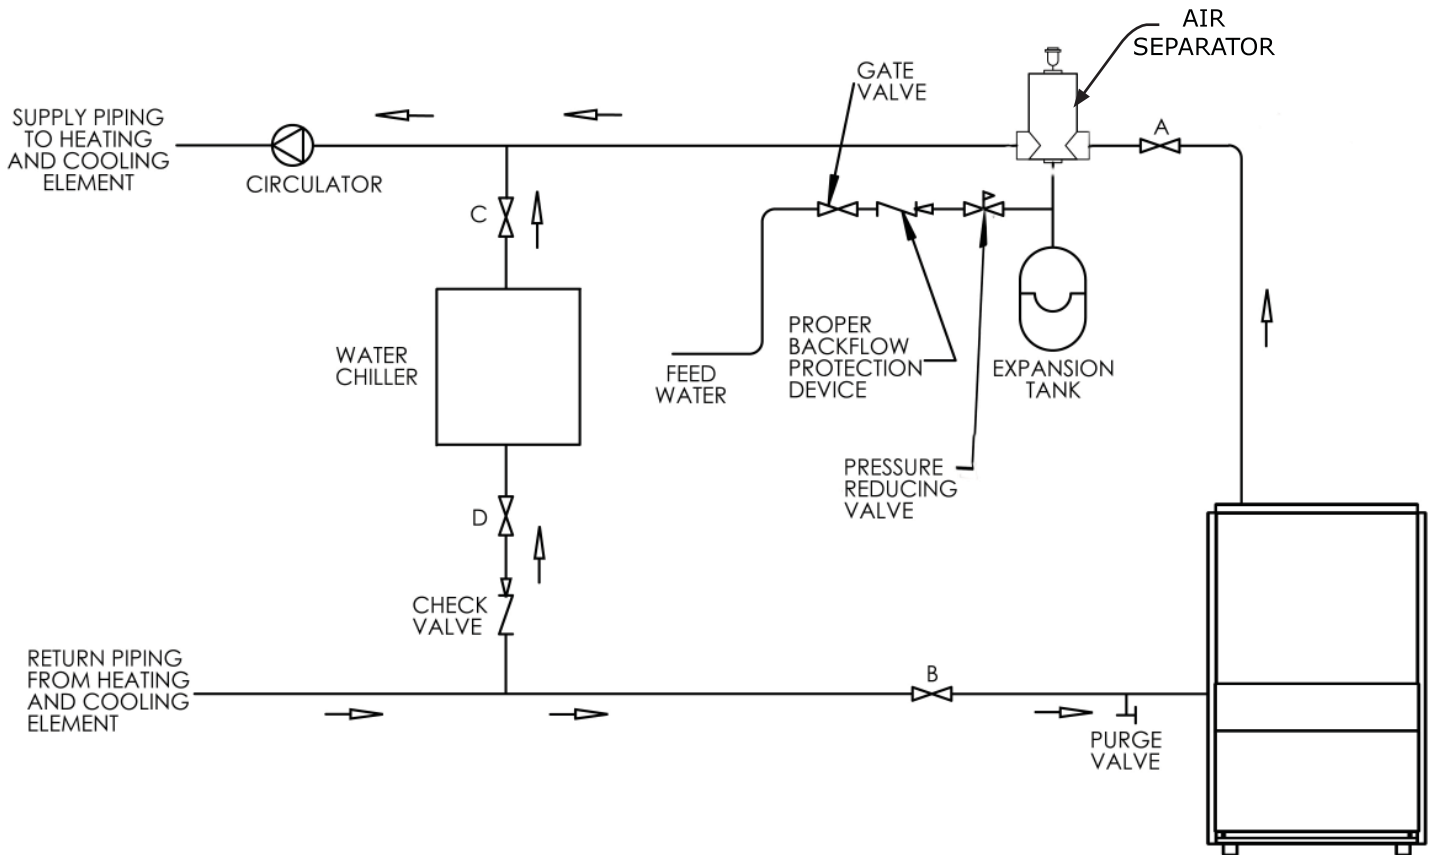 AIR
SEPARATOR
GATE
VALVE
SUPPLY PIPING
TO HEATING
AND COOLING
ELEMENT
CIRCULATOR
A
C
WATER
CHILLER
FEED
WATER
PROPER
BACKFLOW
PROTECTION
DEVICE
EXPANSION
TANK
PRESSURE
REDUCING
VALVE
D
CHECK
VALVE
RETURN PIPING
FROM HEATING
AND COOLING
ELEMENT
B
PURGE
VALVE